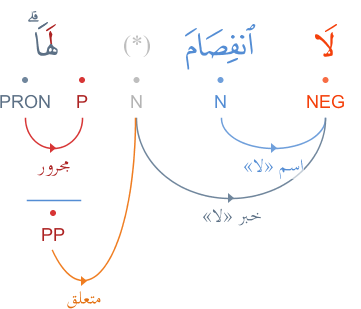 لَا ٱنفِصَامَ (*) لَهَاۗ
NEG N N P PRON
اسم «لا»
مجرور
خبر «لا»
PP
متعلق